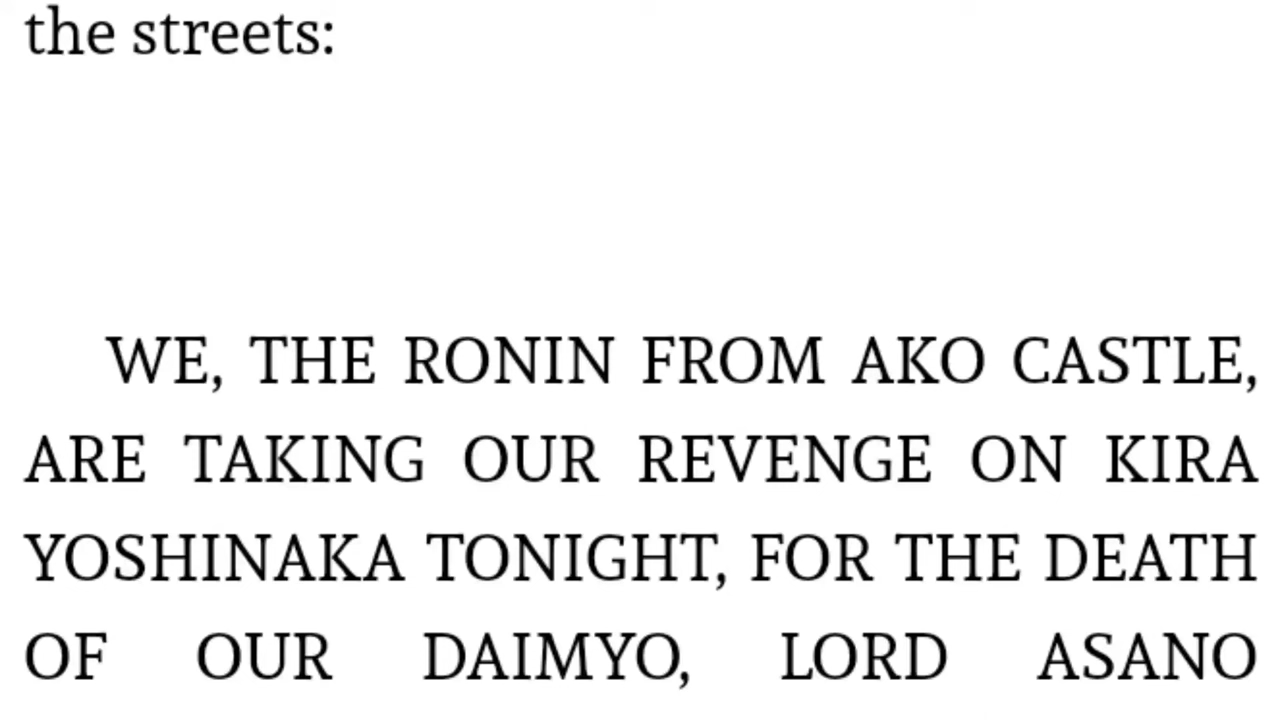 the streets:
WE, THE RONIN FROM AKO CASTLE,
ARE TAKING OUR REVENGE ON KIRA
YOSHINAKA TONIGHT, FOR THE DEATH
OF OUR DAIMYO, LORD ASANO